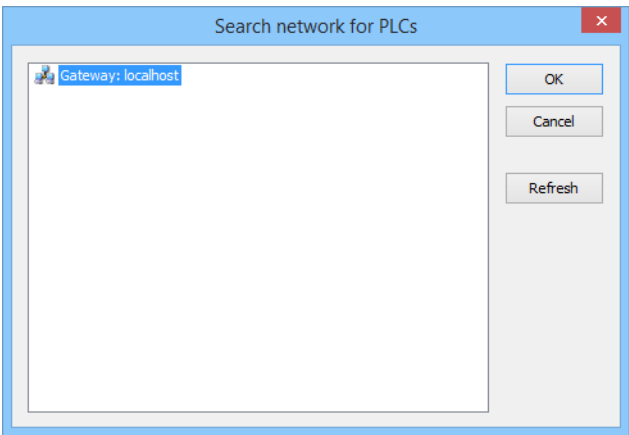 Search network for PLCs
Gateway: localhost
OK
Cancel
Refresh